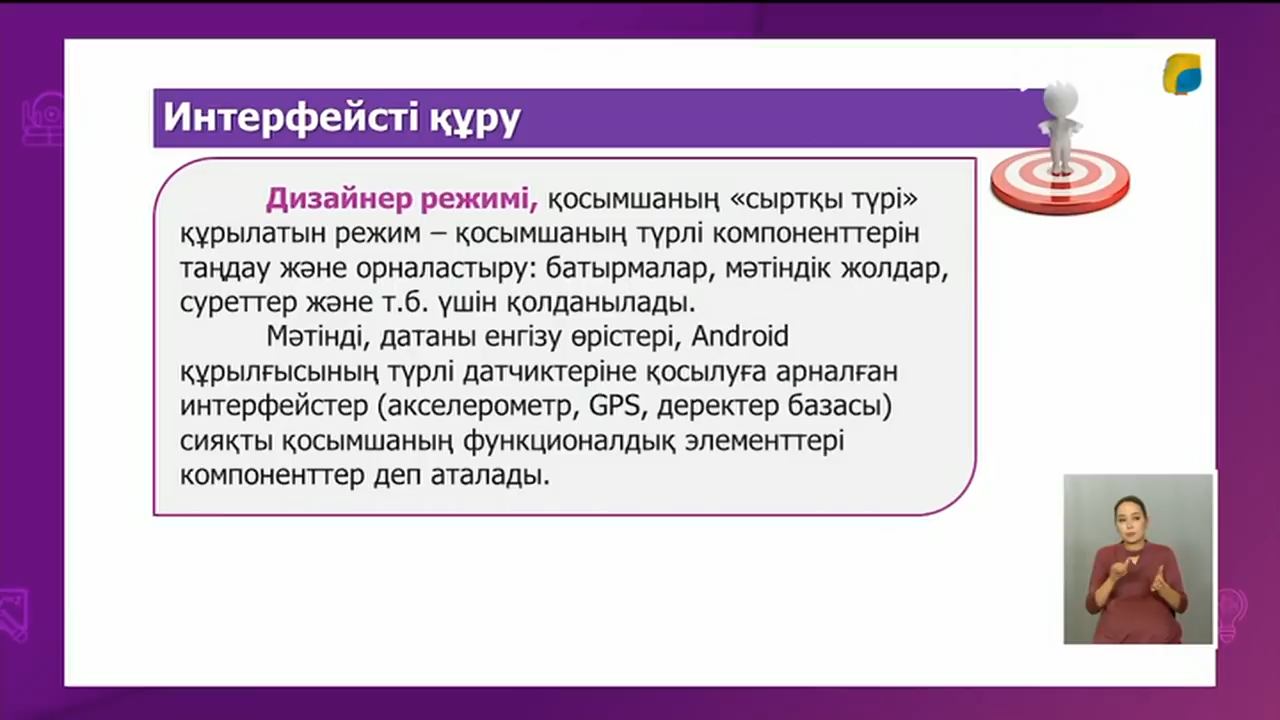 Интерфейсті құру
Дизайнер режимі, қосымшаның «сыртқы түрі»
құрылатын режим – қосымшаның түрлі компоненттерін
таңдау және орналастыру: батырмалар, мәтіндік жолдар,
суреттер және т.б. үшін қолданылады.
Мәтінді, датаны енгізу өрістері, Android
құрылғысының түрлі датчиктеріне қосылуға арналған
интерфейстер (акселерометр, GPS, деректер базасы)
сияқты қосымшаның функционалдық элементтері
компоненттер деп аталады.